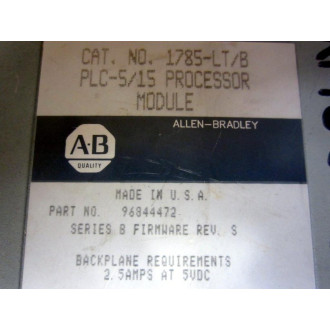 CAT. NO. 1785-LT/B
PLC-5/15 PROCESSOR
MODULE
ALLEN-BRADLEY
A-B
QUALITY
MADE IN U.S.A.
PART NO. 96844472
SERIES B FIRMWARE REV. S
BACKPLANE REQUIREMENTS
2.5AMPS AT 5VDC